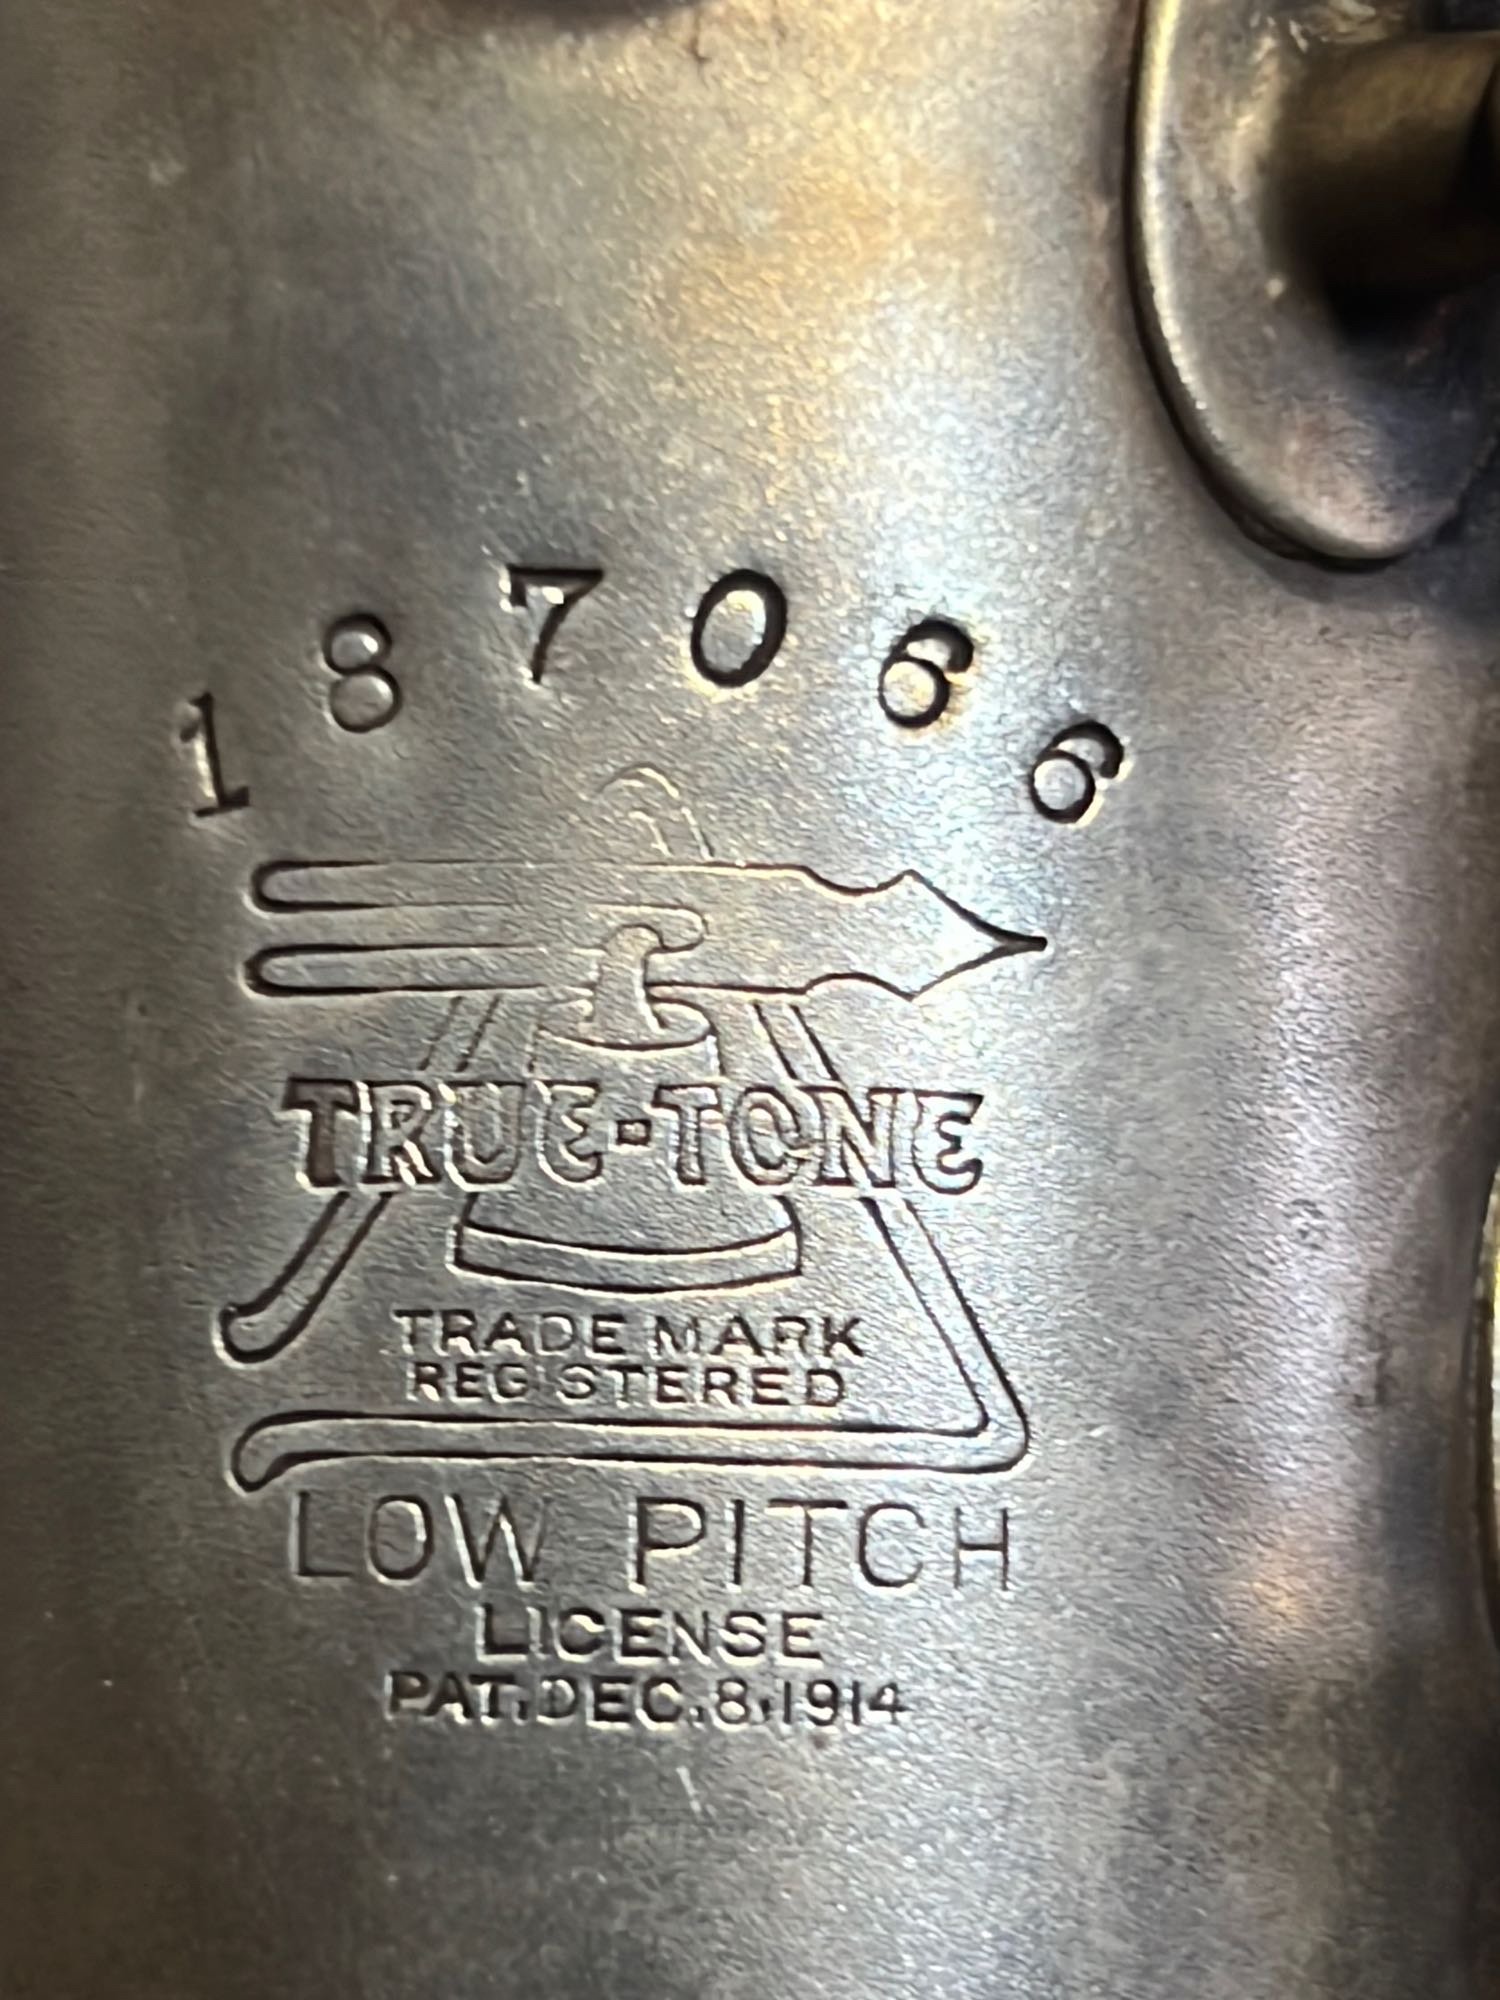 187066
TRUE-TONE
TRADE MARK
REGISTERED
LOW PITCH
LICENSE
PAT. DEC. 8, 1914